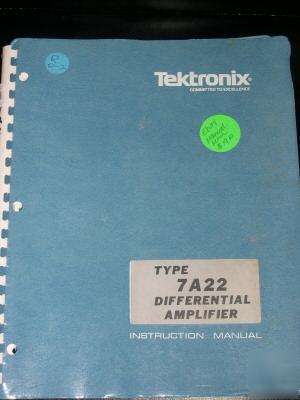 Tektronix®
COMMITTED TO EXCELLENCE
TYPE
7A22
DIFFERENTIAL
AMPLIFIER
INSTRUCTION MANUAL